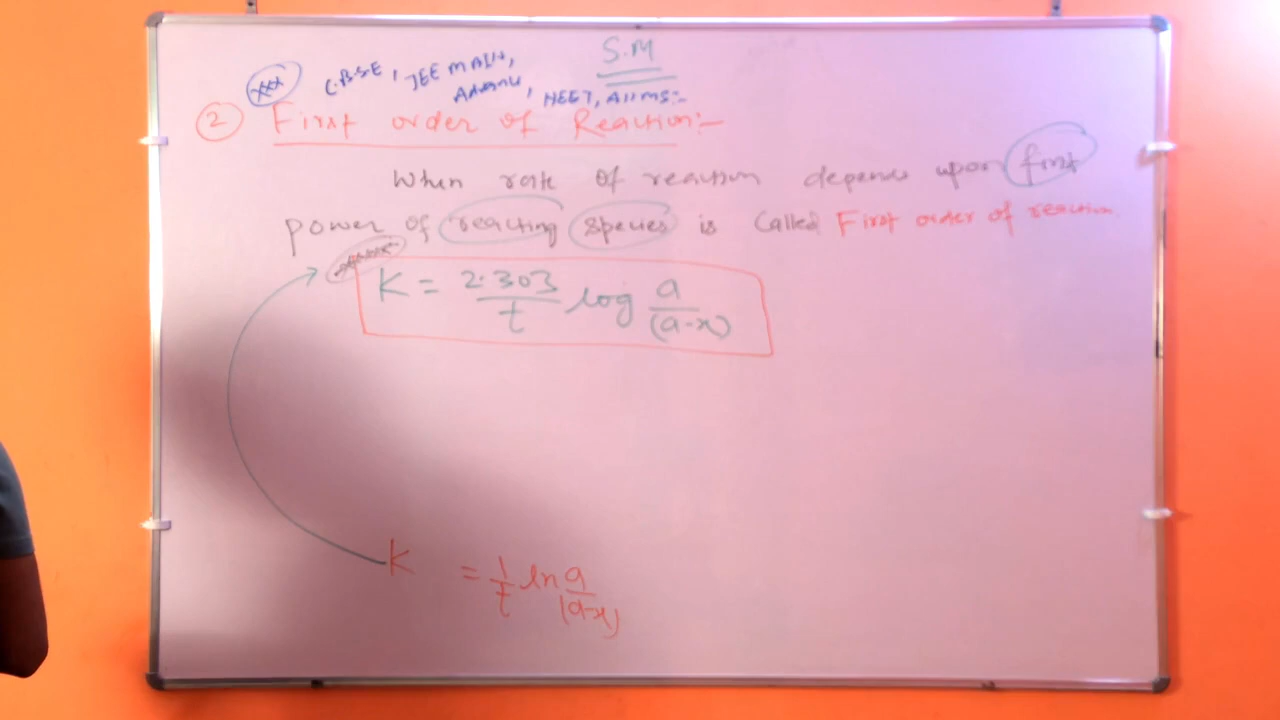 S.M
xxx CBSE, JEE MAIN,
Advance, NEET, AIIMS:-
2 First order of Reaction:-
When rate of reaction depends upon first
power of reacting species is called First order of reaction.
K = 2.303/t log a/(a-x)
K = 1/t ln a/(a-x)